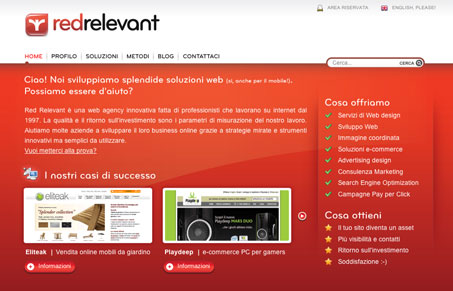 AREA RISERVATA
ENGLISH, PLEASE!
redrelevant
HOME | PROFILO | SOLUZIONI | METODI | BLOG | CONTATTACI
Cerca... CERCA
Ciao! Noi sviluppiamo splendide soluzioni web (sì, anche per il mobile!).
Possiamo essere d'aiuto?
Red Relevant è una web agency innovativa fatta di professionisti che lavorano su internet dal
1997. La qualità e il ritorno sull'investimento sono i parametri di misurazione del nostro lavoro.
Aiutiamo molte aziende a sviluppare il loro business online grazie a strategie mirate e strumenti
innovativi ma semplici da utilizzare.
Vuoi metterci alla prova?
Cosa offriamo
Servizi di Web design
Sviluppo Web
Immagine coordinata
Soluzioni e-commerce
Advertising design
Consulenza Marketing
Search Engine Optimization
Campagne Pay per Click
I nostri casi di successo
eliteak
Playdeep
Eliteak | Vendita online mobili da giardino
Informazioni
Playdeep | e-commerce PC per gamers
Informazioni
Cosa ottieni
Il tuo sito diventa un asset
Più visibilità e contatti
Ritorno sull'investimento
Soddisfazione :-)